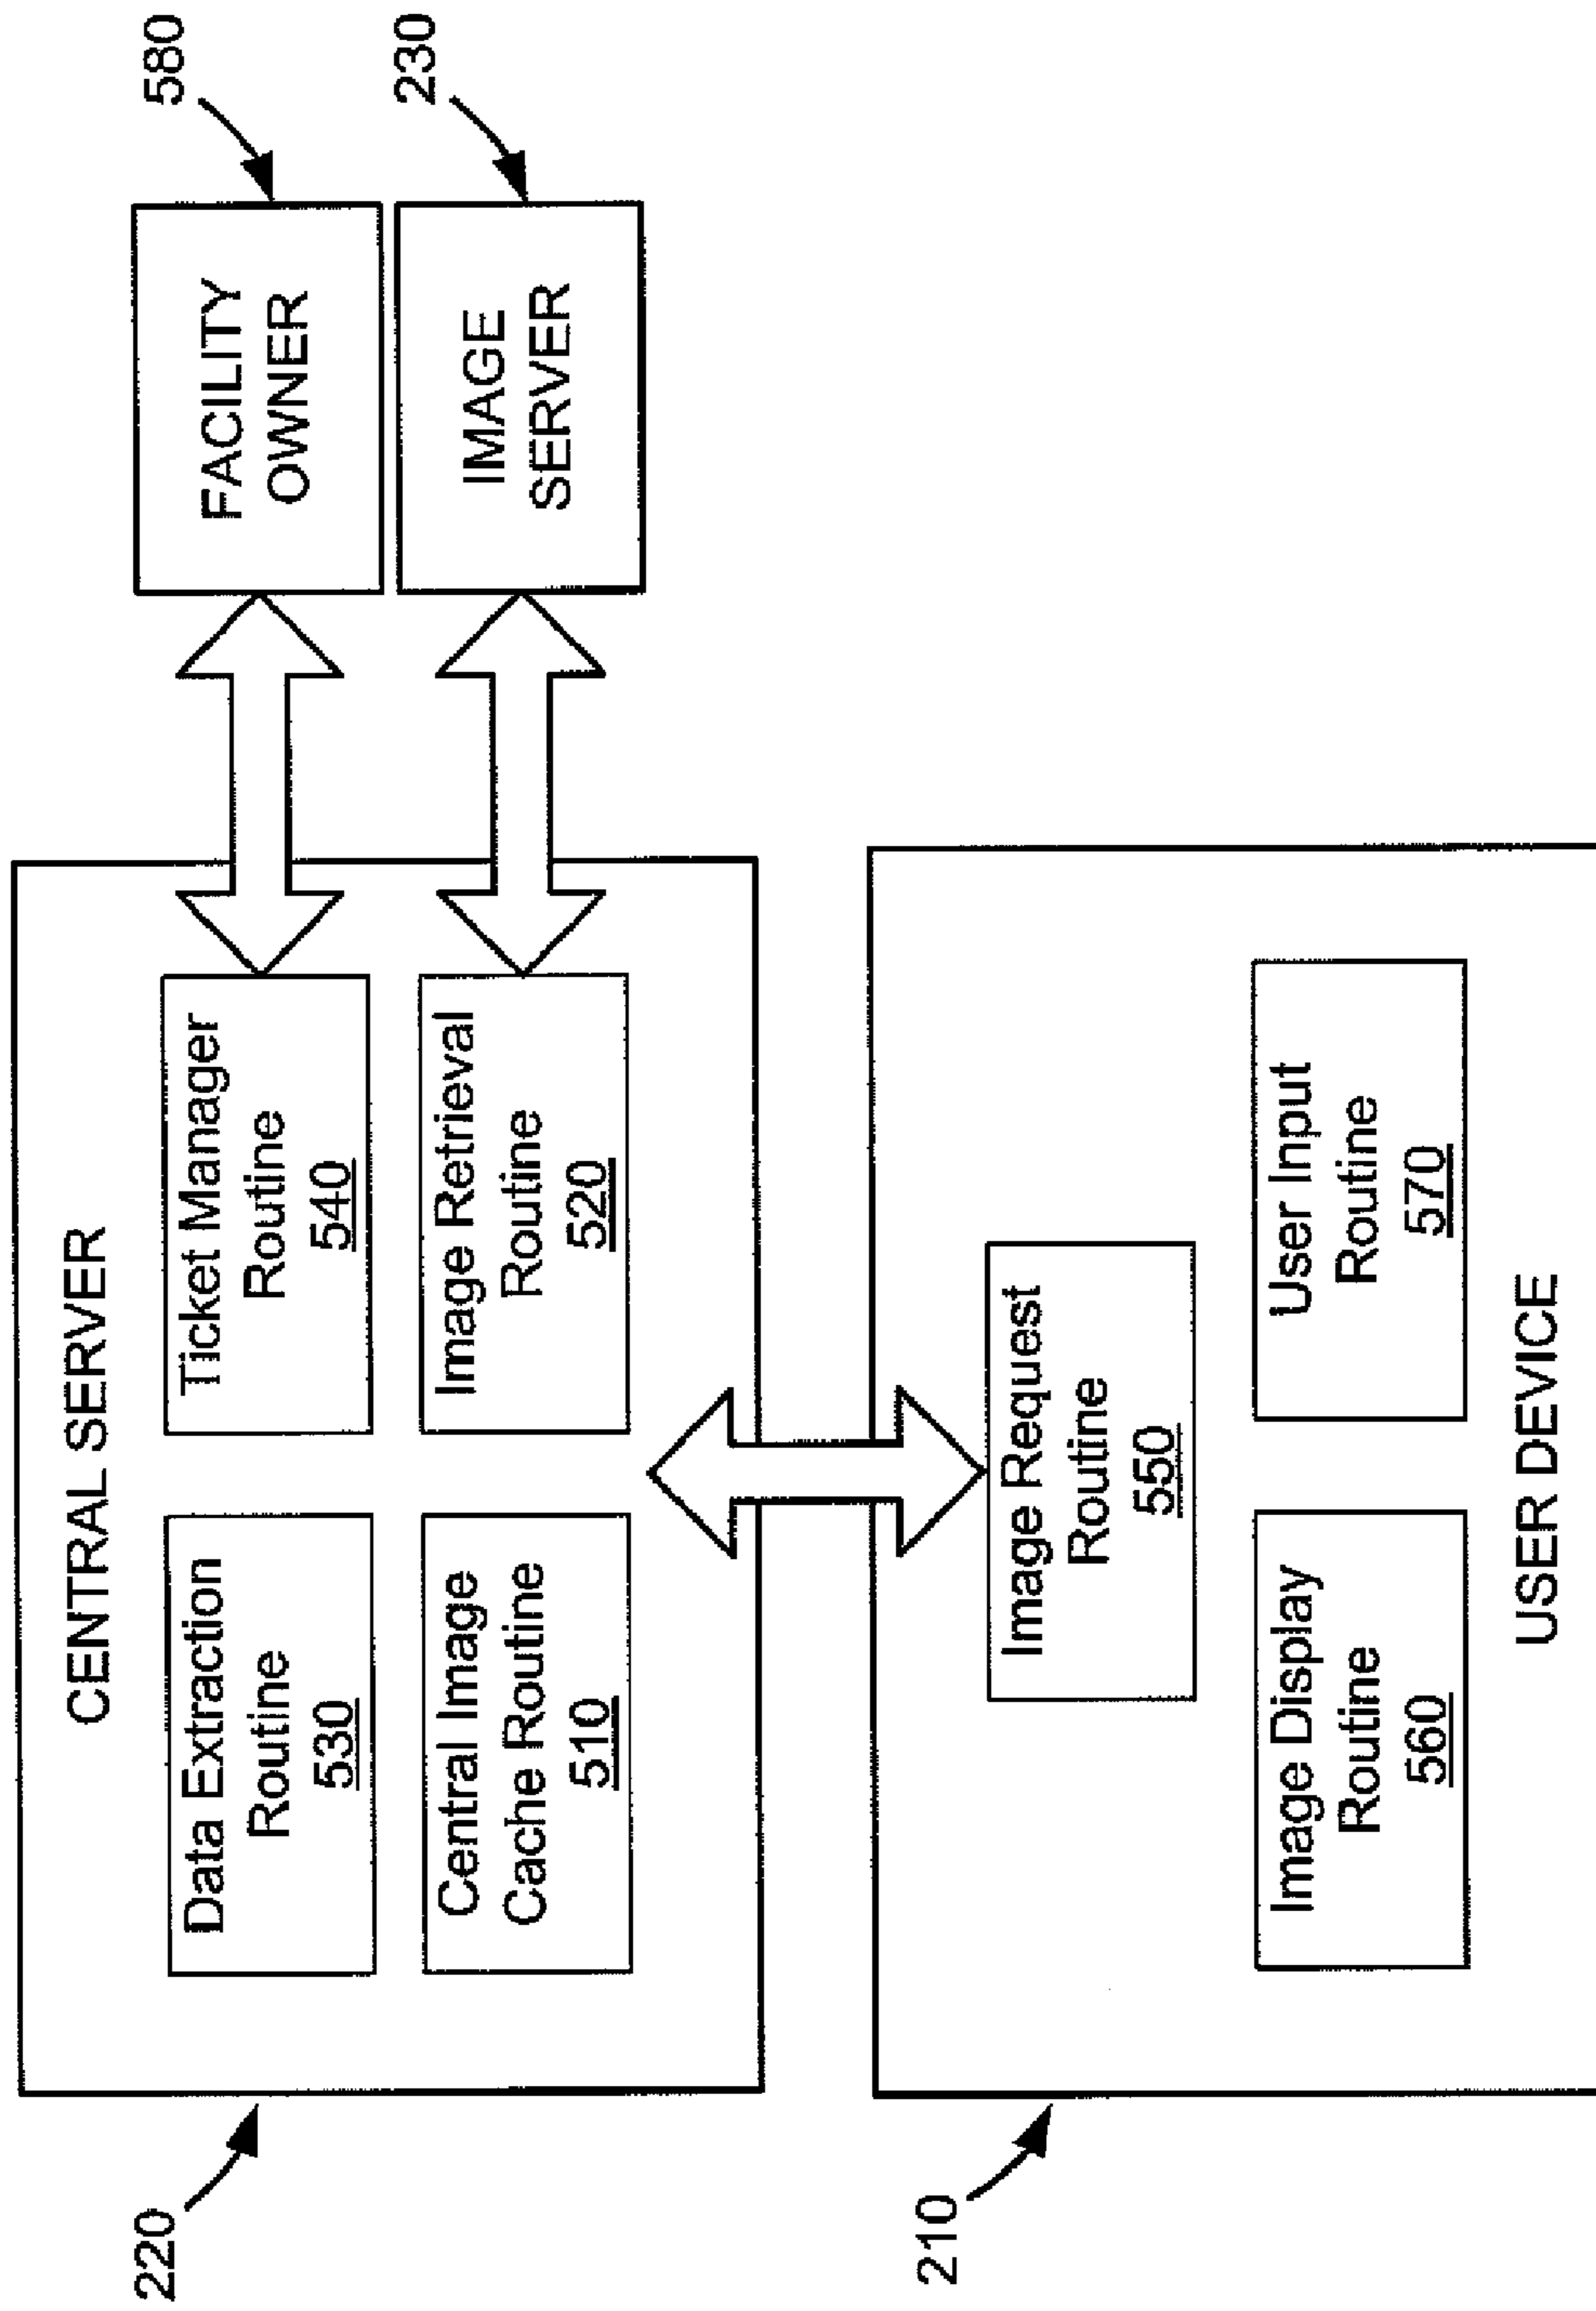 CENTRAL SERVER
220
Data Extraction
Routine
530
Ticket Manager
Routine
540
Central Image
Cache Routine
510
Image Retrieval
Routine
520
FACILITY
OWNER
580
IMAGE
SERVER
230
210
Image Request
Routine
550
Image Display
Routine
560
User Input
Routine
570
USER DEVICE